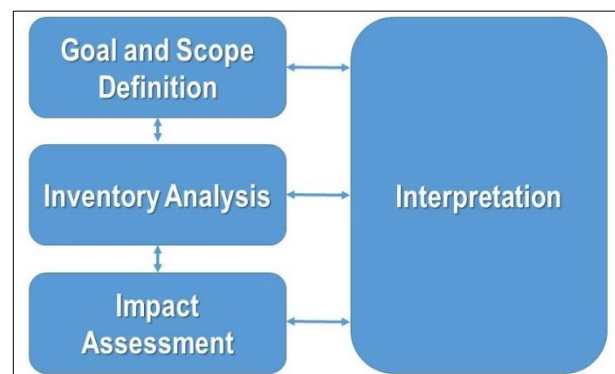 Goal and Scope
Definition
Inventory Analysis
Impact
Assessment
Interpretation